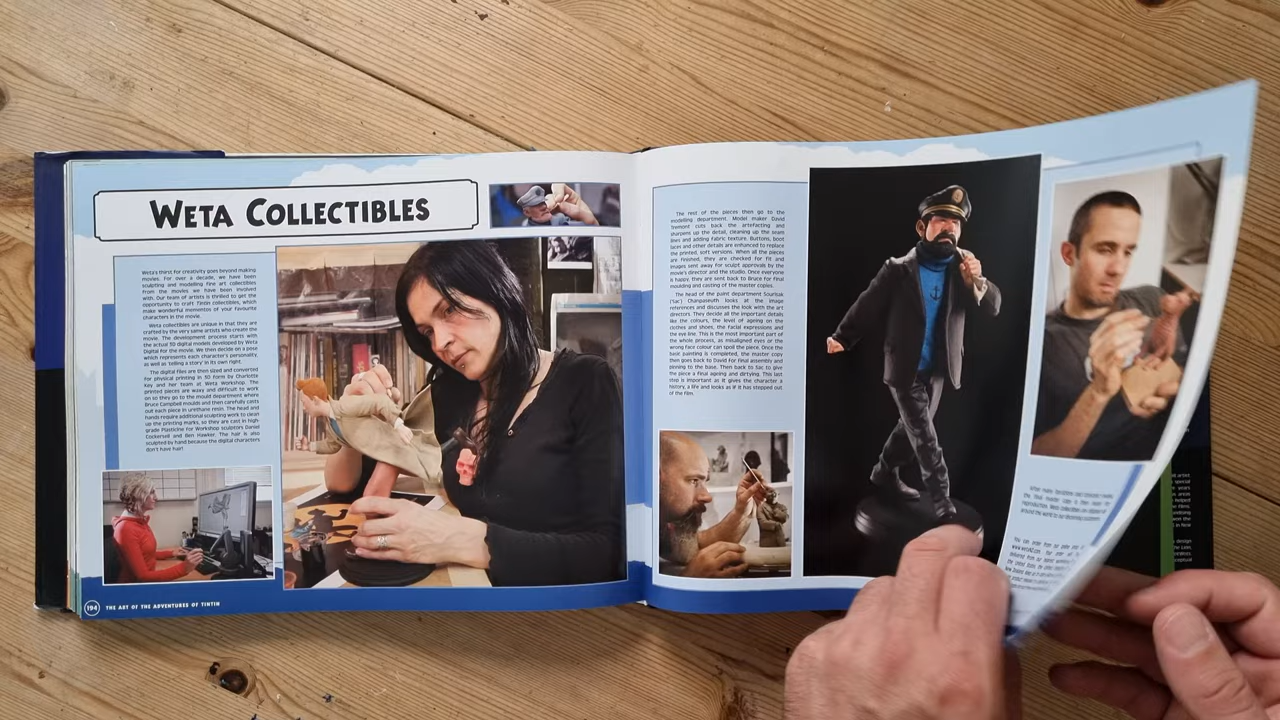 WETA COLLECTIBLES
Weta's thirst for creativity goes beyond making
movies. For over a decade, we have been
sculpting and modelling fine art collectibles
from the movies we have been involved
with. Our team of artists is thrilled to get the
opportunity to craft Tintin collectibles, which
make wonderful mementos of your favourite
characters in the movie.
Weta collectibles are unique in that they are
crafted by the very same artists who create the
movie. The development process starts with
the actual 3D digital models developed by Weta
Digital for the movie. We then decide on a pose
which represents each character's personality,
as well as 'telling a story' in its own right.
The digital files are then sized and converted
for physical printing in 3D form by Charlotte
Key and her team at Weta Workshop. The
printed pieces are waxy and difficult to work
on so they go to the mould department where
Bruce Campbell moulds and then carefully casts
out each piece in urethane resin. The head and
hands require additional sculpting work to clean
up the printing marks, so they are cast in high-
grade Plasticine for Workshop sculptors Daniel
Cockersell and Ben Hawker. The hair is also
sculpted by hand because the digital characters
don't have hair!
194 THE ART OF THE ADVENTURES OF TINTIN
The rest of the pieces then go to the
modelling department. Model maker David
Tremont cuts back the artefacting and
sharpens up the detail, cleaning up the seam
lines and adding fabric texture. Buttons, boot
laces and other details are enhanced to replace
the printed, soft versions. When all the pieces
are finished, they are checked for fit and
images sent away for sculpt approvals by the
movie's director and the studio. Once everyone
is happy they are sent back to Bruce for final
moulding and casting of the master copies.
The head of the paint department Sourisak
('Sor') Chanpaseuth looks at the image
references and discusses the look with the art
directors. They decide all the important details
like the colours, the level of ageing on the
clothes and shoes, the facial expressions and
the eye line. This is the most important part of
the whole process, as misaligned eyes or the
wrong face colour can spoil the piece. Once the
basic painting is completed, the master copy
then goes back to David for final assembly and
pinning to the base. Then back to Sor, to give
the piece a final ageing and dirtying. This last
step is important as it gives the character a
history, a life and looks as if it has stepped out
of the film.